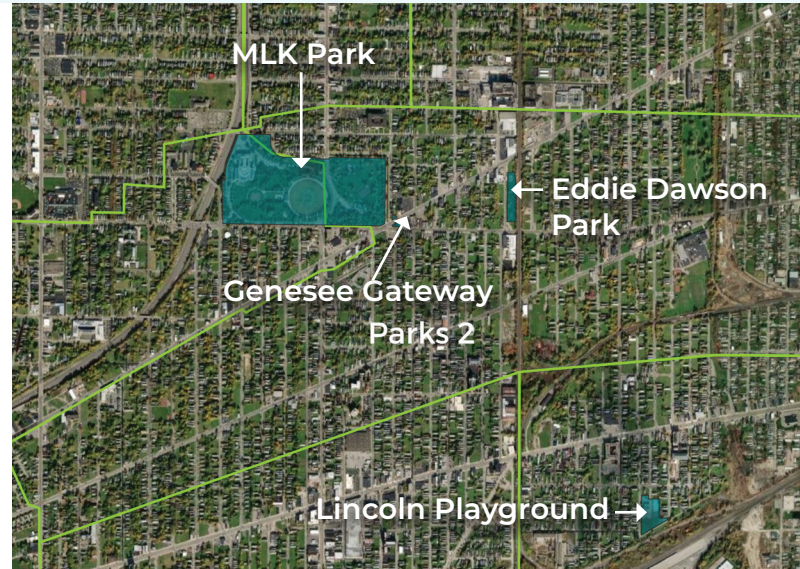 MLK Park
Eddie Dawson
Park
Genesee Gateway
Parks 2
Lincoln Playground